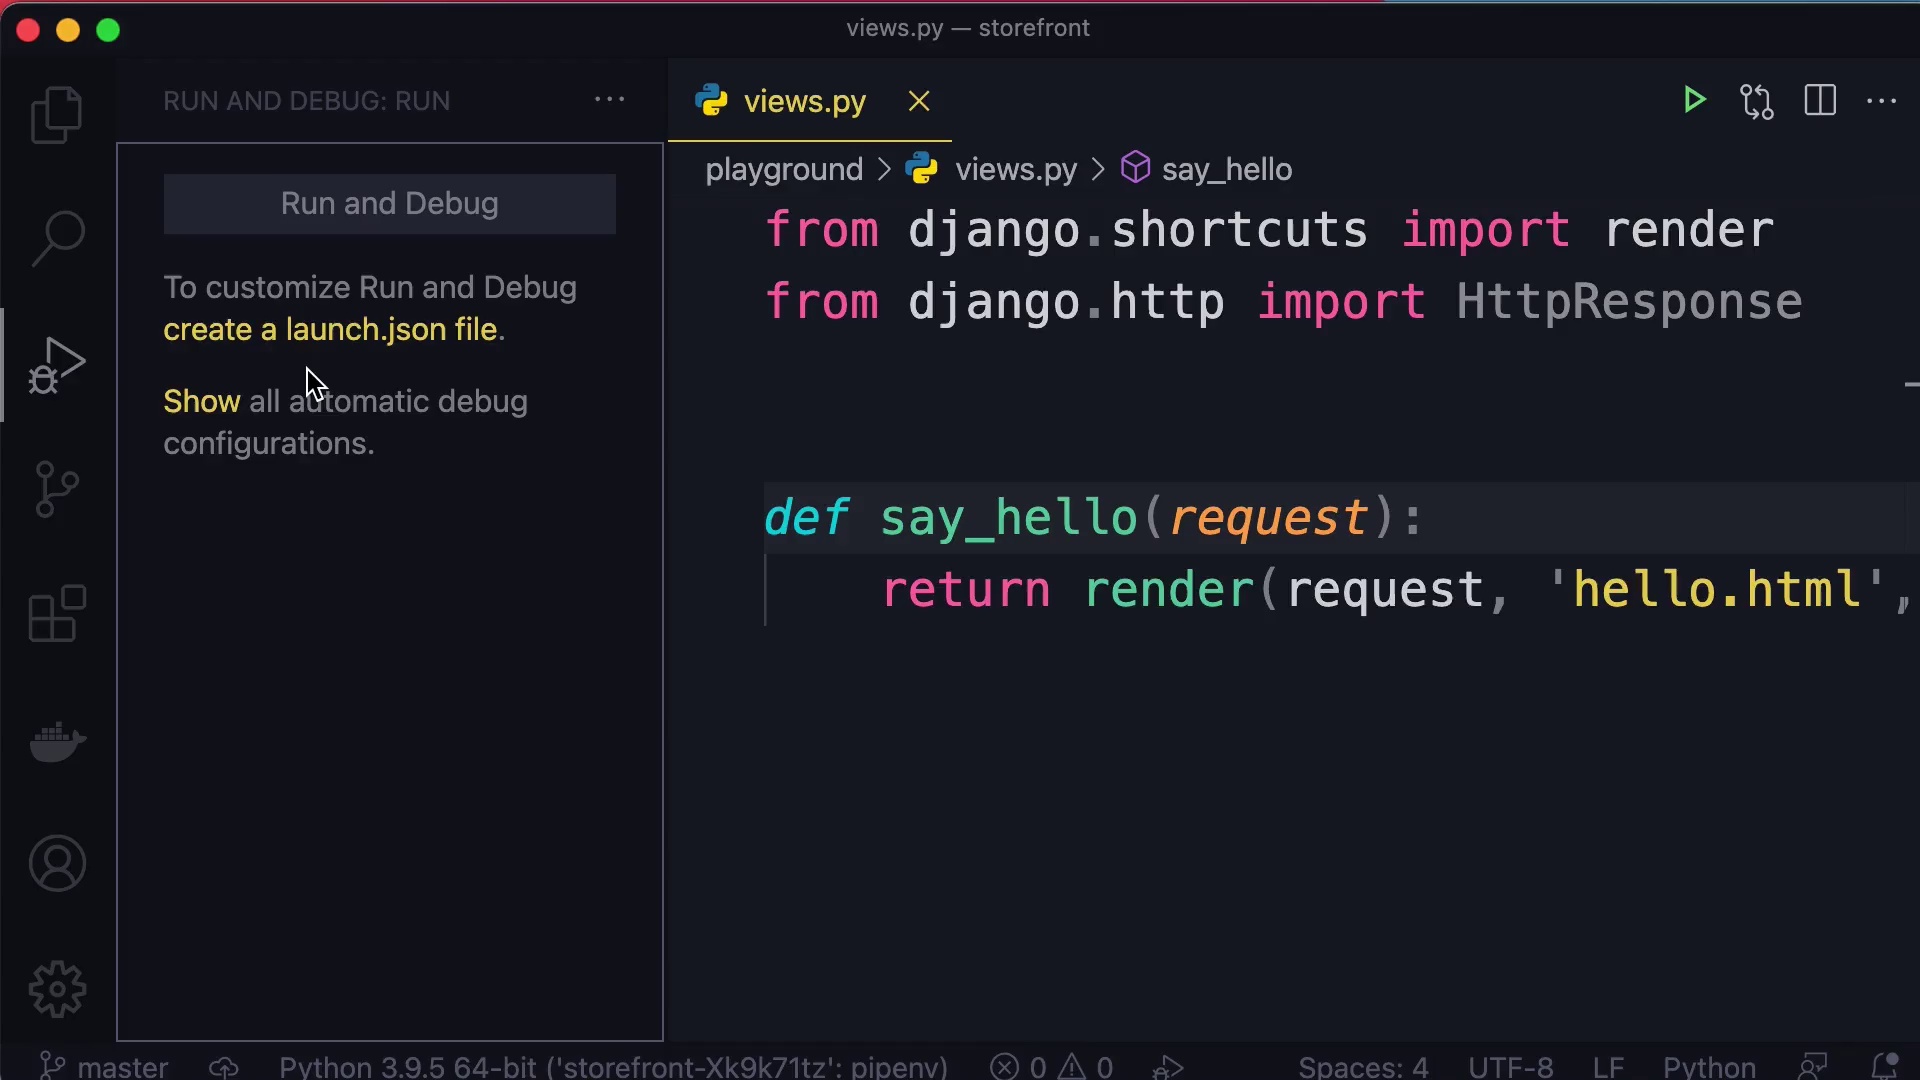 views.py — storefront
RUN AND DEBUG: RUN
Run and Debug
To customize Run and Debug
create a launch.json file.
Show all automatic debug
configurations.
views.py
playground > views.py > say_hello
from django.shortcuts import render
from django.http import HttpResponse
def say_hello(request):
return render(request, 'hello.html',
master Python 3.9.5 64-bit ('storefront-Xk9k71tz': pipenv) 0 0 Spaces: 4 UTF-8 LF Python